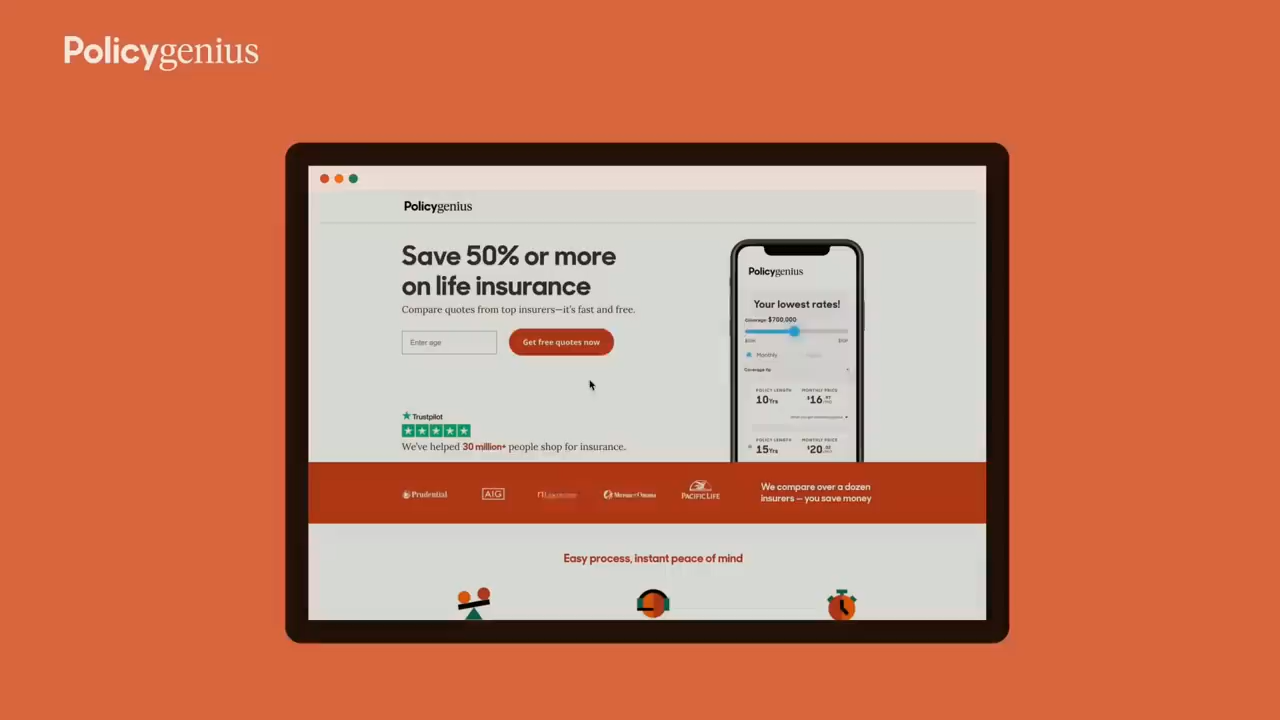 Policygenius
Policygenius
Save 50% or more
on life insurance
Compare quotes from top insurers—it's fast and free.
Enter age
Get free quotes now
Trustpilot
We've helped 30 million+ people shop for insurance.
Policygenius
Your lowest rates!
Coverage: $700,000
Monthly
POLICY LENGTH MONTHLY PRICE
10 Yrs $16
POLICY LENGTH MONTHLY PRICE
15 Yrs $20
Prudential
AIG
Mutual of Omaha
PACIFIC LIFE
We compare over a dozen
insurers — you save money
Easy process, instant peace of mind